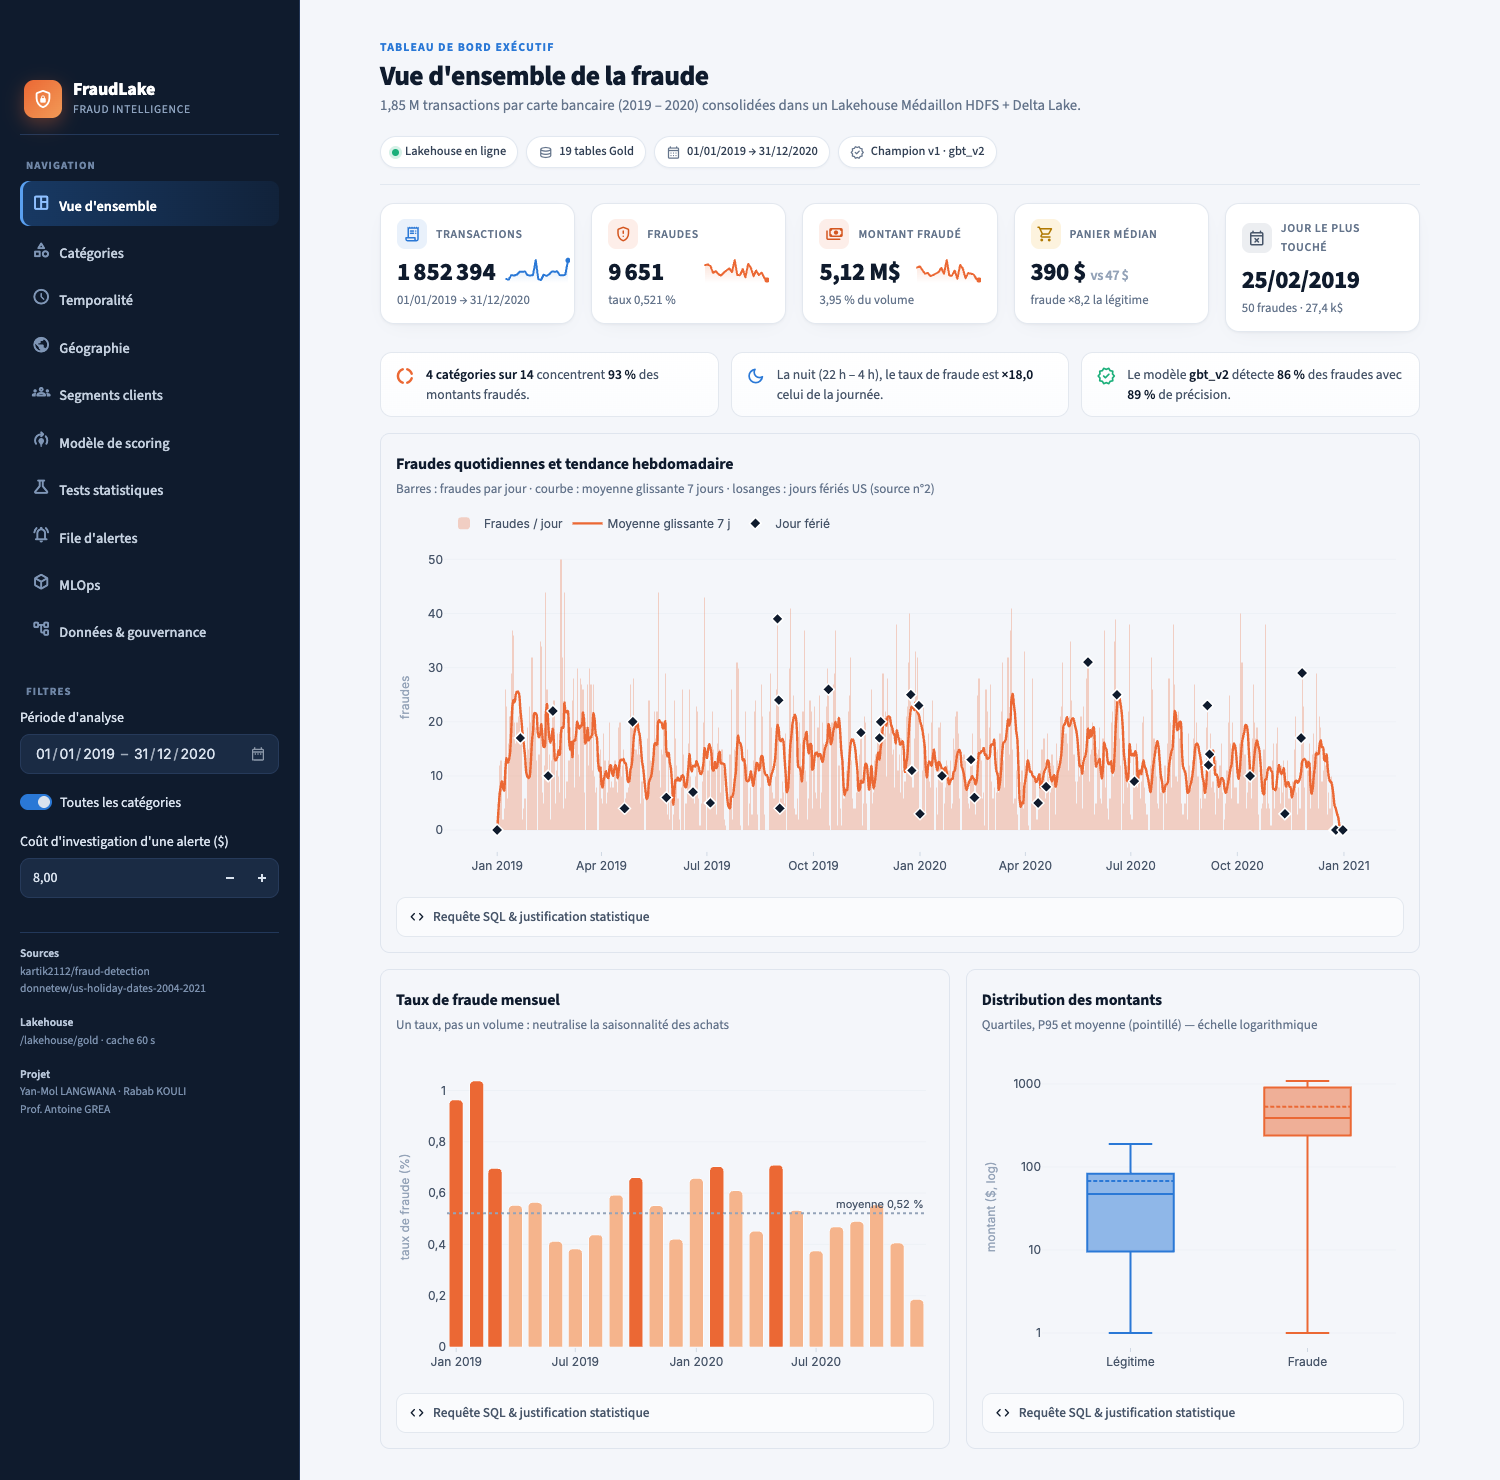 FraudLake
FRAUD INTELLIGENCE
NAVIGATION
Vue d'ensemble
Catégories
Temporalité
Géographie
Segments clients
Modèle de scoring
Tests statistiques
File d'alertes
MLOps
Données & gouvernance
FILTRES
Période d'analyse
01/01/2019 – 31/12/2020
Toutes les catégories
Coût d'investigation d'une alerte ($)
8,00
Sources
kartik2112/fraud-detection
donnetew/us-holiday-dates-2004-2021
Lakehouse
/lakehouse/gold · cache 60 s
Projet
Yan-Mol LANGWANA · Rabab KOULI
Prof. Antoine GREA
TABLEAU DE BORD EXÉCUTIF
Vue d'ensemble de la fraude
1,85 M transactions par carte bancaire (2019 – 2020) consolidées dans un Lakehouse Médaillon HDFS + Delta Lake.
Lakehouse en ligne
19 tables Gold
01/01/2019 → 31/12/2020
Champion v1 · gbt_v2
TRANSACTIONS
1 852 394
01/01/2019 → 31/12/2020
FRAUDES
9 651
taux 0,521 %
MONTANT FRAUDÉ
5,12 M$
3,95 % du volume
PANIER MÉDIAN
390 $ vs 47 $
fraude ×8,2 la légitime
JOUR LE PLUS
TOUCHÉ
25/02/2019
50 fraudes · 27,4 k$
4 catégories sur 14 concentrent 93 % des
montants fraudés.
La nuit (22 h – 4 h), le taux de fraude est ×18,0
celui de la journée.
Le modèle gbt_v2 détecte 86 % des fraudes avec
89 % de précision.
Fraudes quotidiennes et tendance hebdomadaire
Barres : fraudes par jour · courbe : moyenne glissante 7 jours · losanges : jours fériés US (source n°2)
Fraudes / jour
Moyenne glissante 7 j
Jour férié
50
40
30
20
10
0
fraudes
Jan 2019
Apr 2019
Jul 2019
Oct 2019
Jan 2020
Apr 2020
Jul 2020
Oct 2020
Jan 2021
Requête SQL & justification statistique
Taux de fraude mensuel
Un taux, pas un volume : neutralise la saisonnalité des achats
1
0,8
0,6
0,4
0,2
0
taux de fraude (%)
moyenne 0,52 %
Jan 2019
Jul 2019
Jan 2020
Jul 2020
Requête SQL & justification statistique
Distribution des montants
Quartiles, P95 et moyenne (pointillé) — échelle logarithmique
1000
100
10
1
montant ($, log)
Légitime
Fraude
Requête SQL & justification statistique